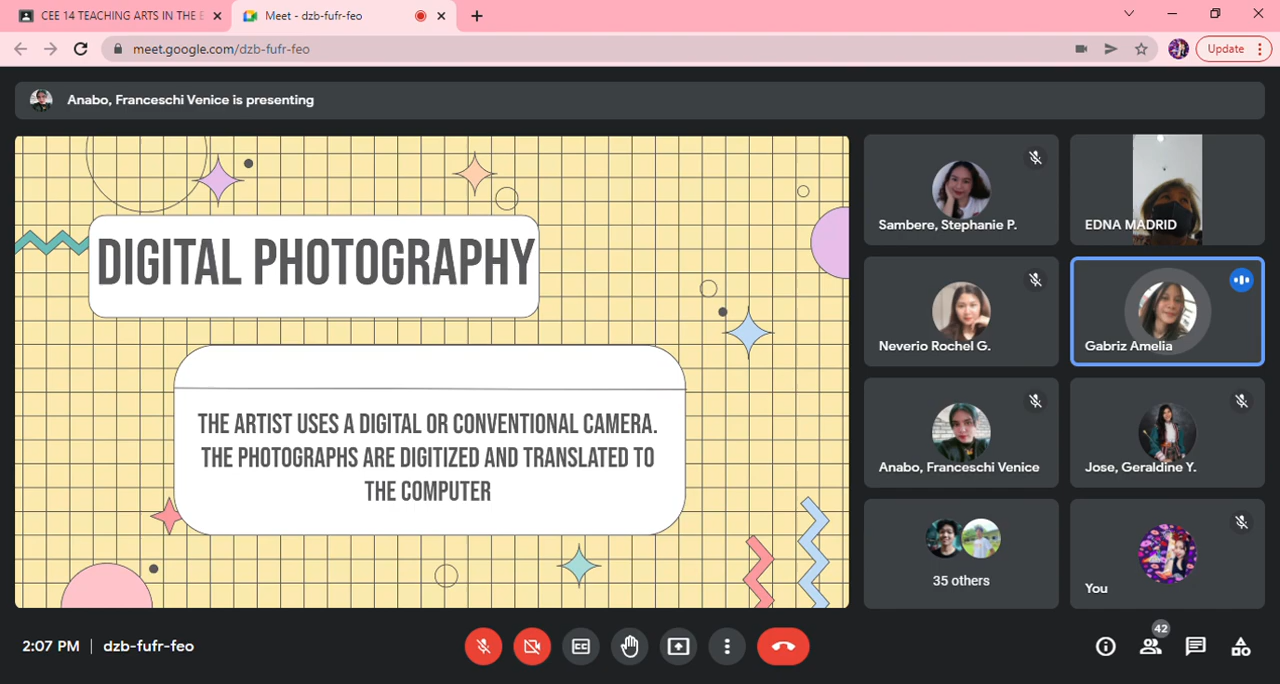 CEE 14 TEACHING ARTS IN THE E
Meet - dzb-fufr-feo
meet.google.com/dzb-fufr-feo
Update
Anabo, Franceschi Venice is presenting
DIGITAL PHOTOGRAPHY
THE ARTIST USES A DIGITAL OR CONVENTIONAL CAMERA.
THE PHOTOGRAPHS ARE DIGITIZED AND TRANSLATED TO
THE COMPUTER
Sambere, Stephanie P.
EDNA MADRID
Neverio Rochel G.
Gabriz Amelia
Anabo, Franceschi Venice
Jose, Geraldine Y.
35 others
You
2:07 PM | dzb-fufr-feo
CC
42